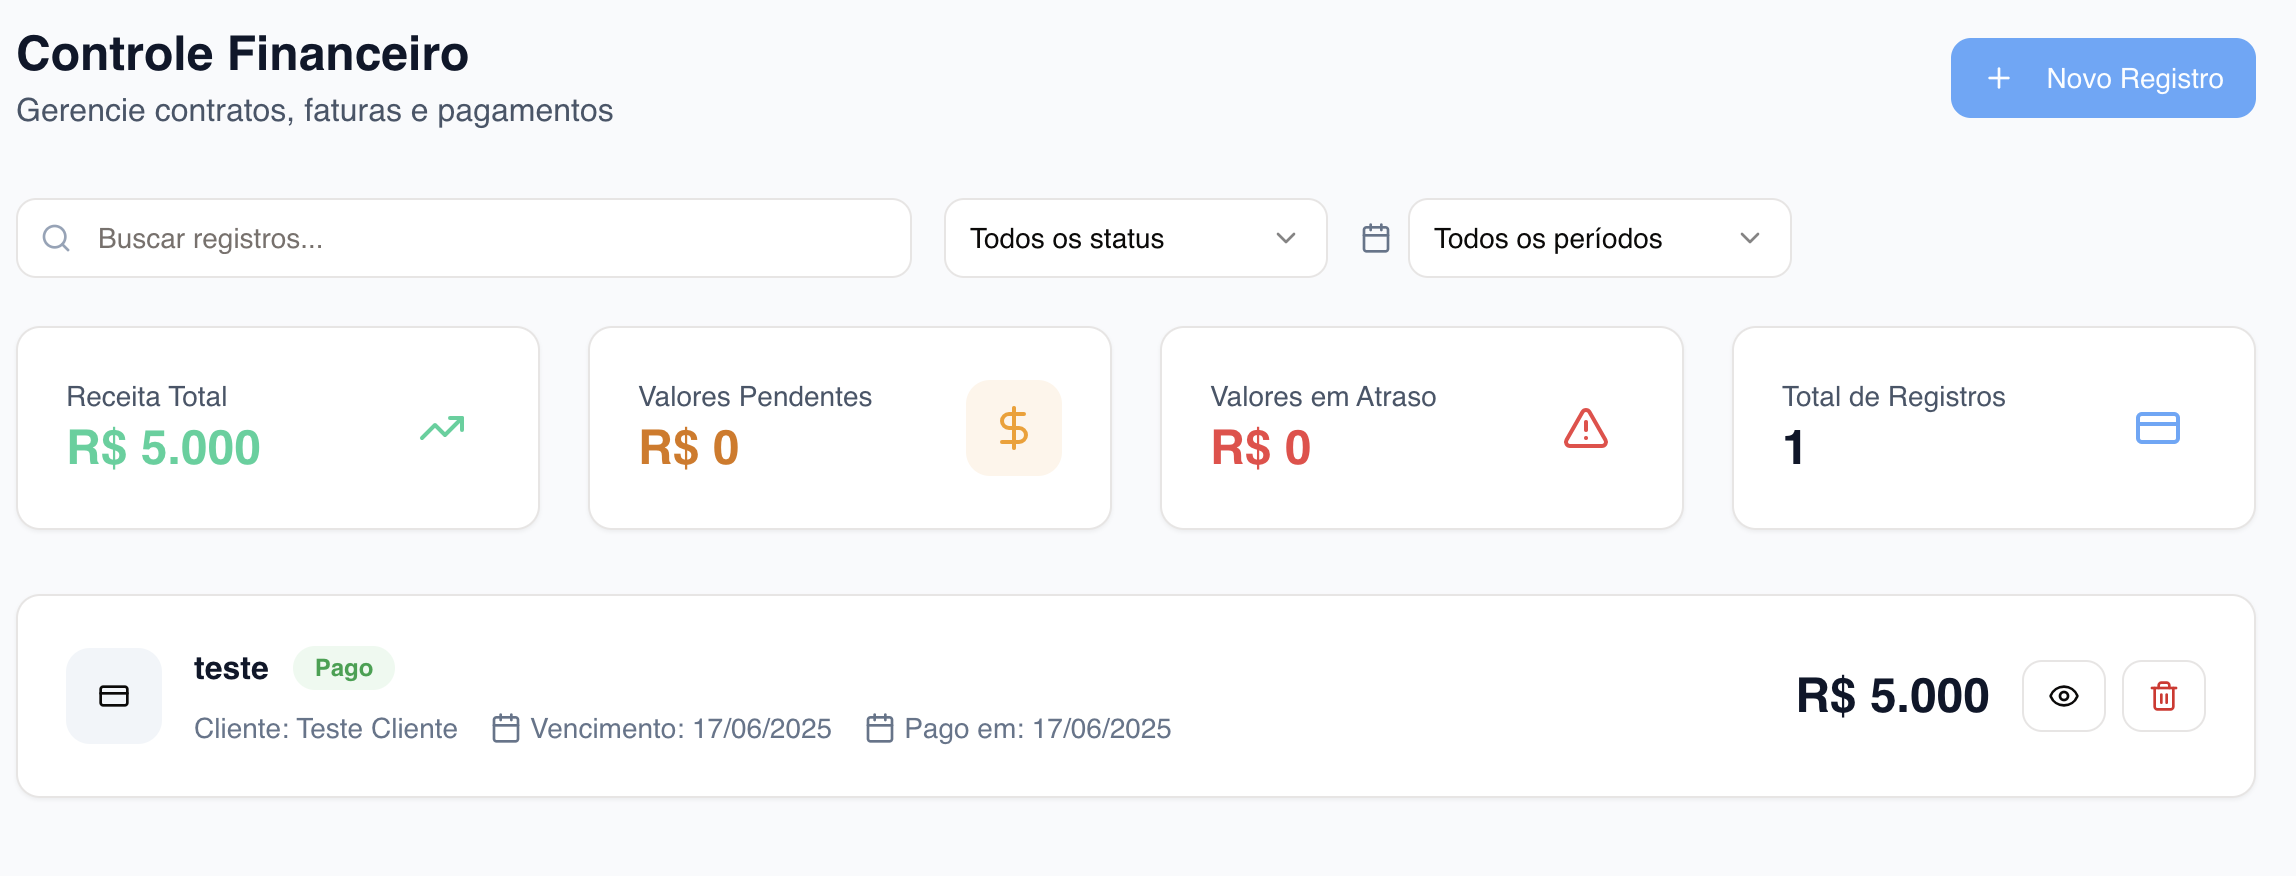 Controle Financeiro
Gerencie contratos, faturas e pagamentos
Novo Registro
Buscar registros...
Todos os status
Todos os períodos
Receita Total
R$ 5.000
Valores Pendentes
R$ 0
Valores em Atraso
R$ 0
Total de Registros
1
teste
Pago
Cliente: Teste Cliente
Vencimento: 17/06/2025
Pago em: 17/06/2025
R$ 5.000